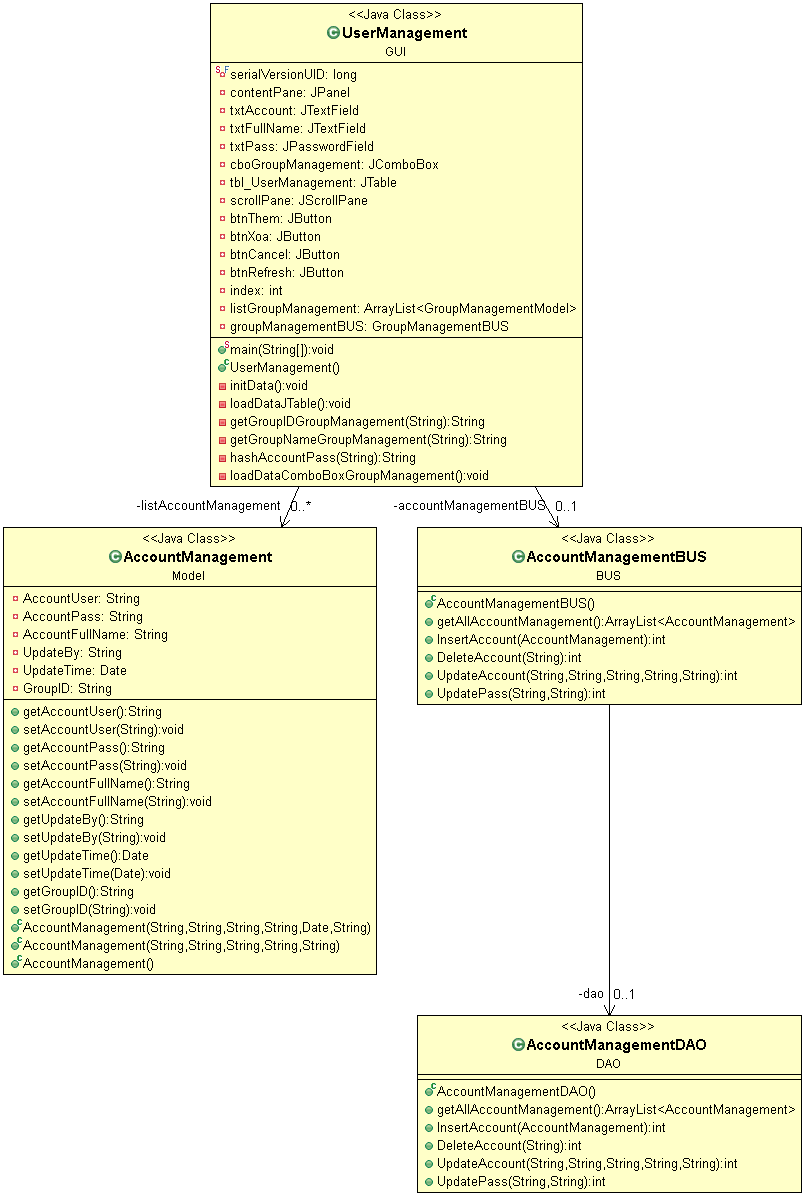 <<Java Class>>
UserManagement
GUI
serialVersionUID: long
contentPane: JPanel
txtAccount: JTextField
txtFullName: JTextField
txtPass: JPasswordField
cboGroupManagement: JComboBox
tbl_UserManagement: JTable
scrollPane: JScrollPane
btnThem: JButton
btnXoa: JButton
btnCancel: JButton
btnRefresh: JButton
index: int
listGroupManagement: ArrayList<GroupManagementModel>
groupManagementBUS: GroupManagementBUS
main(String[]):void
UserManagement()
initData():void
loadDataJTable():void
getGroupIDGroupManagement(String):String
getGroupNameGroupManagement(String):String
hashAccountPass(String):String
loadDataComboBoxGroupManagement():void
-listAccountManagement 0..*
-accountManagementBUS 0..1
<<Java Class>>
AccountManagement
Model
AccountUser: String
AccountPass: String
AccountFullName: String
UpdateBy: String
UpdateTime: Date
GroupID: String
getAccountUser():String
setAccountUser(String):void
getAccountPass():String
setAccountPass(String):void
getAccountFullName():String
setAccountFullName(String):void
getUpdateBy():String
setUpdateBy(String):void
getUpdateTime():Date
setUpdateTime(Date):void
getGroupID():String
setGroupID(String):void
AccountManagement(String,String,String,String,Date,String)
AccountManagement(String,String,String,String,String)
AccountManagement()
<<Java Class>>
AccountManagementBUS
BUS
AccountManagementBUS()
getAllAccountManagement():ArrayList<AccountManagement>
InsertAccount(AccountManagement):int
DeleteAccount(String):int
UpdateAccount(String,String,String,String,String):int
UpdatePass(String,String):int
-dao 0..1
<<Java Class>>
AccountManagementDAO
DAO
AccountManagementDAO()
getAllAccountManagement():ArrayList<AccountManagement>
InsertAccount(AccountManagement):int
DeleteAccount(String):int
UpdateAccount(String,String,String,String,String):int
UpdatePass(String,String):int